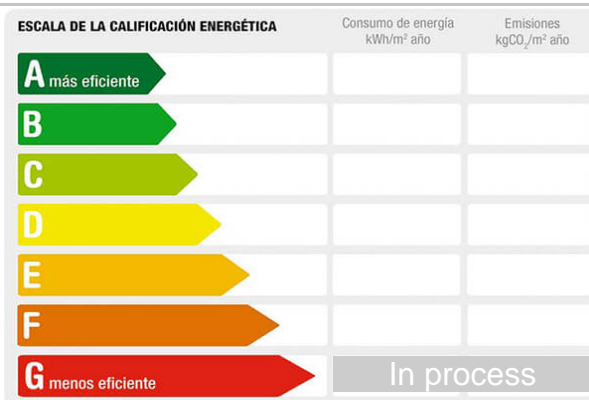 ESCALA DE LA CALIFICACIÓN ENERGÉTICA
Consumo de energía
kWh/m² año
Emisiones
kgCO₂/m² año
A más eficiente
B
C
D
E
F
G menos eficiente
In process